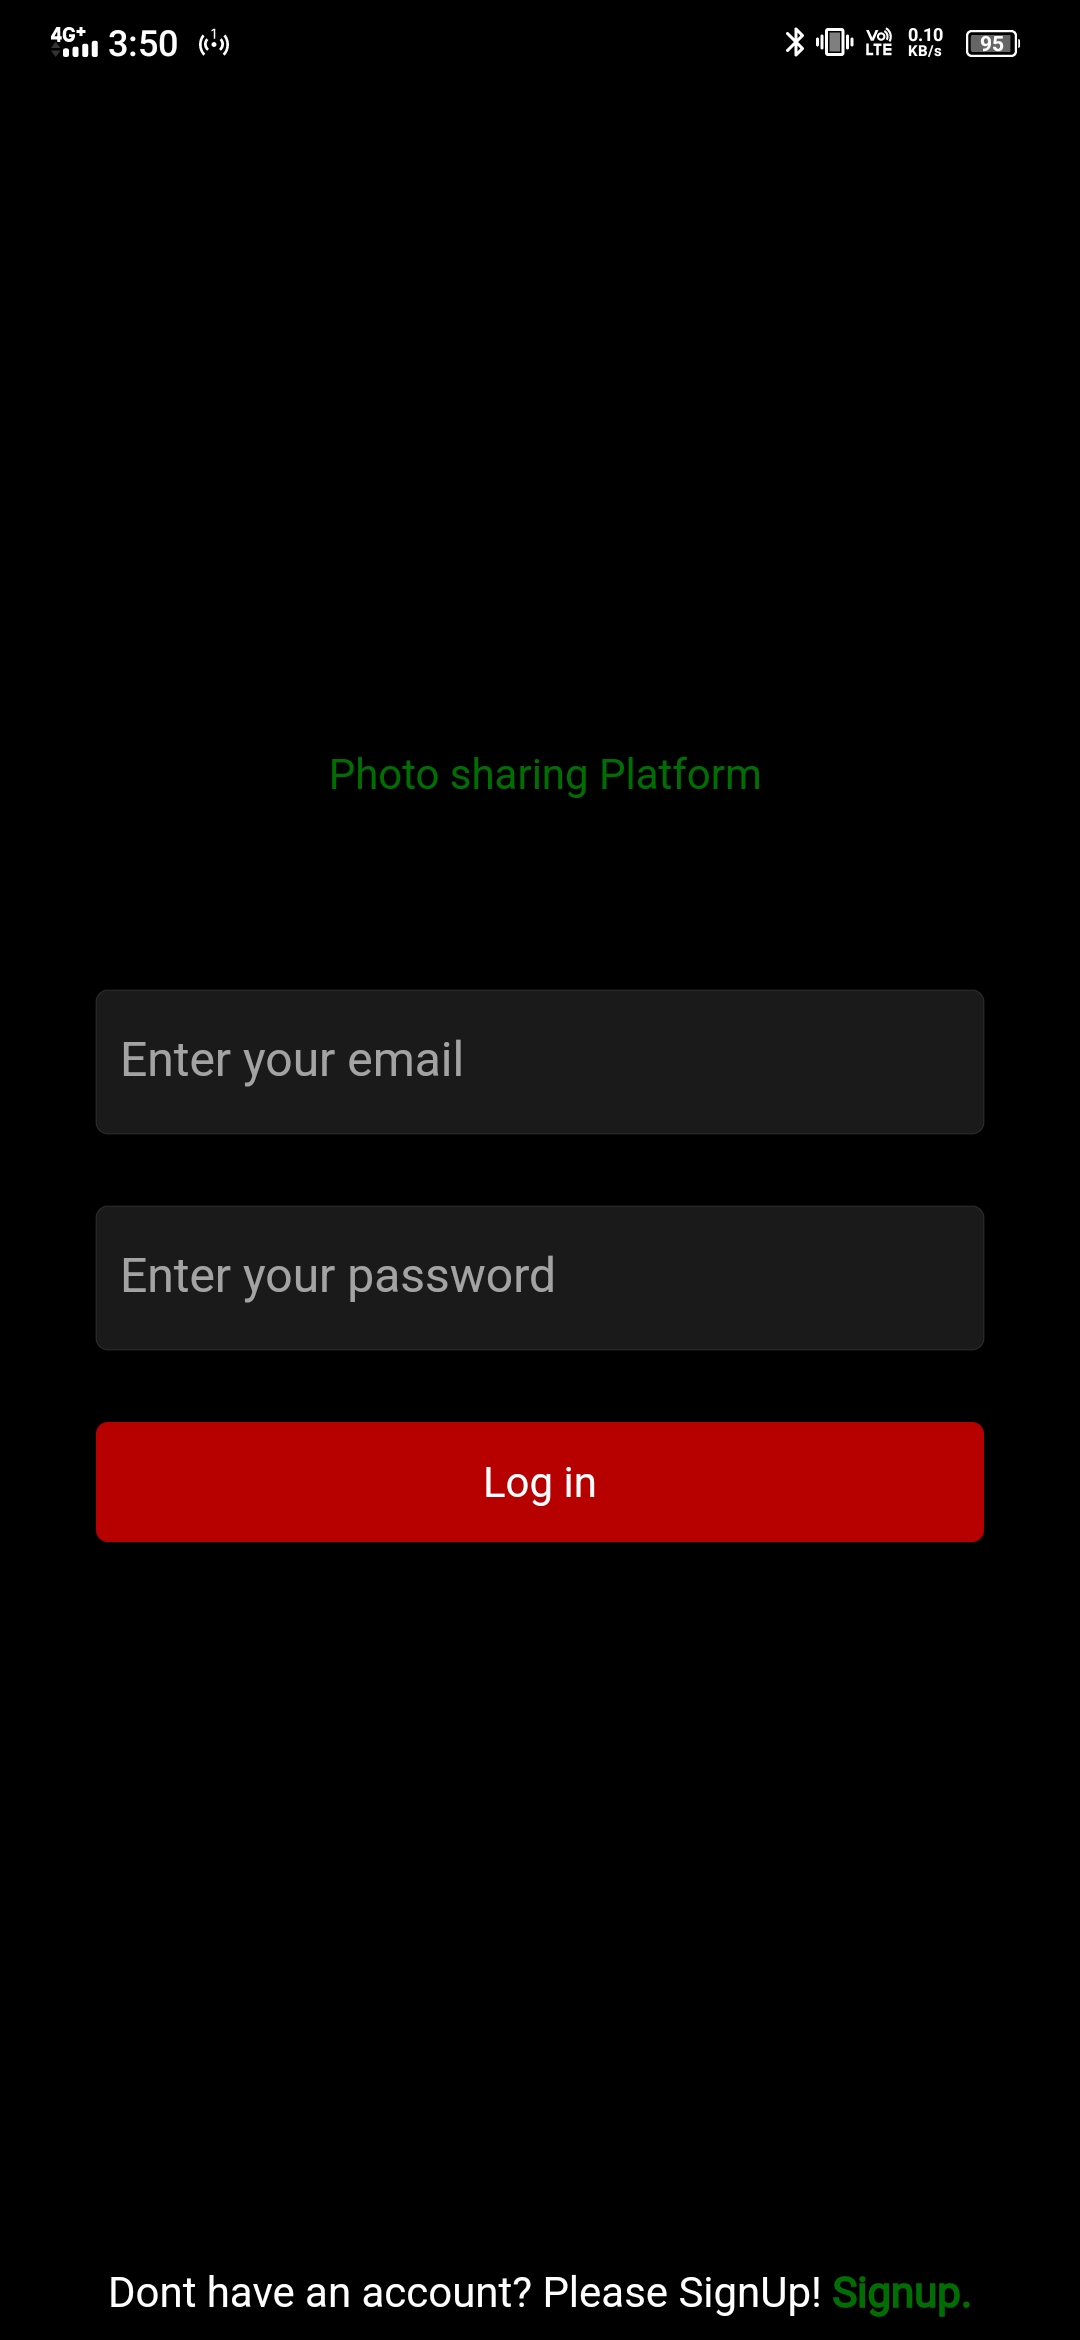 4G+ 3:50 1 Vo) LTE 0.10 KB/s 95
Photo sharing Platform
Enter your email
Enter your password
Log in
Dont have an account? Please SignUp! Signup.